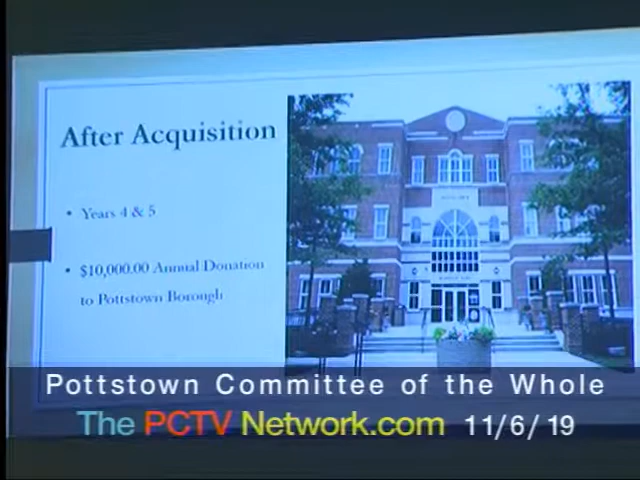 After Acquisition
• Years 4 & 5
• $10,000.00 Annual Donation
to Pottstown Borough
Pottstown Committee of the Whole
The PCTV Network.com 11/6/19